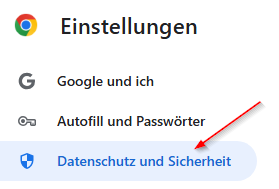 Einstellungen
Google und ich
Autofill und Passwörter
Datenschutz und Sicherheit